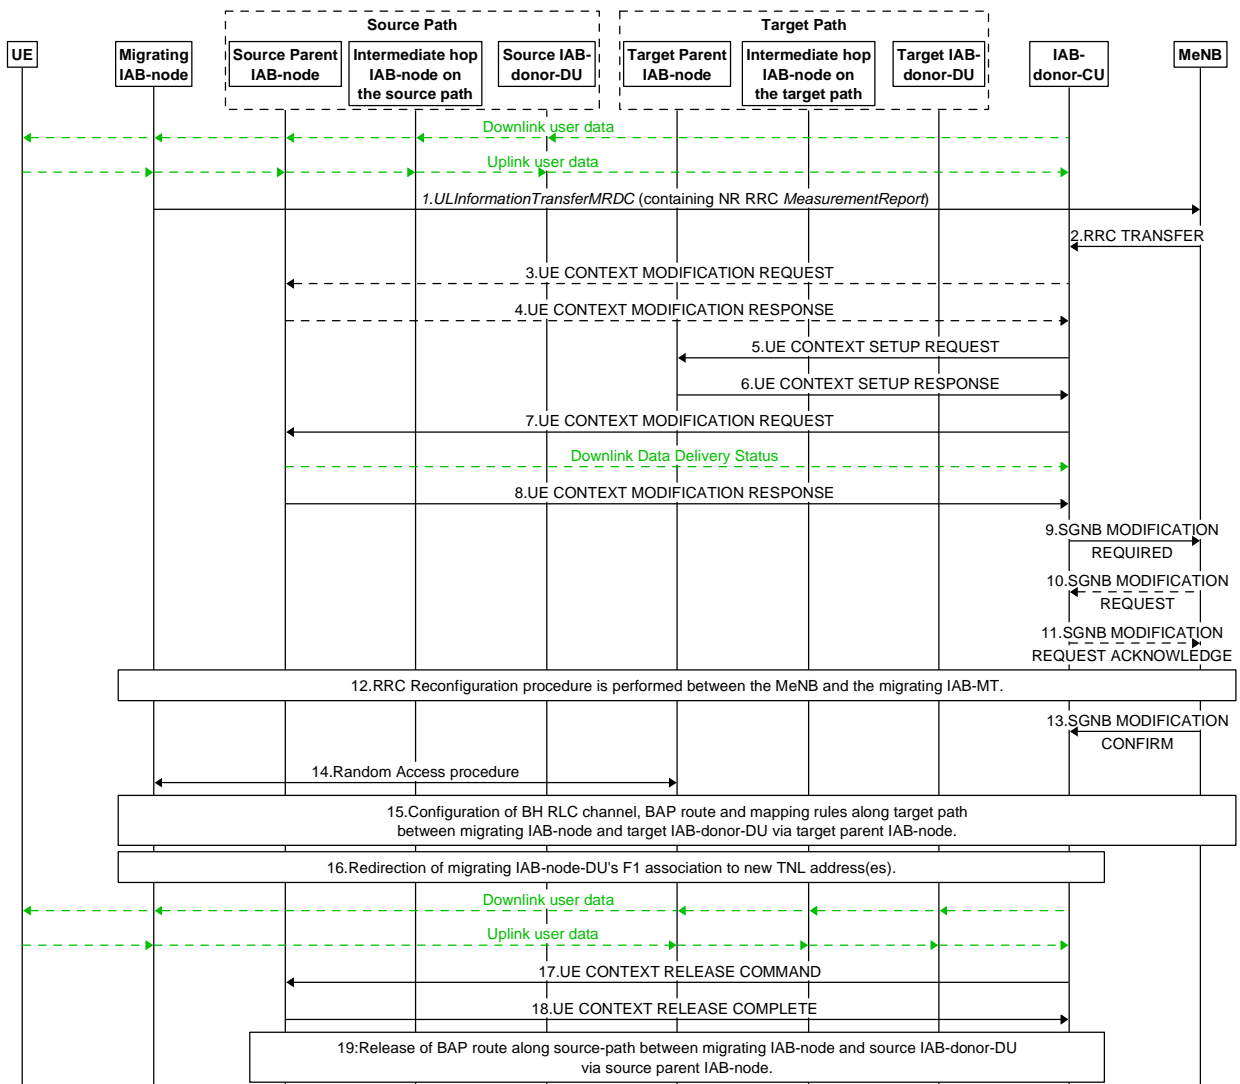 Source Path
Target Path
UE
Migrating
IAB-node
Source Parent
IAB-node
Intermediate hop
IAB-node on
the source path
Source IAB-
donor-DU
Target Parent
IAB-node
Intermediate hop
IAB-node on
the target path
Target IAB-
donor-DU
IAB-
donor-CU
MeNB
Downlink user data
Uplink user data
1.ULInformationTransferMRDC (containing NR RRC MeasurementReport)
2.RRC TRANSFER
3.UE CONTEXT MODIFICATION REQUEST
4.UE CONTEXT MODIFICATION RESPONSE
5.UE CONTEXT SETUP REQUEST
6.UE CONTEXT SETUP RESPONSE
7.UE CONTEXT MODIFICATION REQUEST
Downlink Data Delivery Status
8.UE CONTEXT MODIFICATION RESPONSE
9.SGNB MODIFICATION
REQUIRED
10.SGNB MODIFICATION
REQUEST
11.SGNB MODIFICATION
REQUEST ACKNOWLEDGE
12.RRC Reconfiguration procedure is performed between the MeNB and the migrating IAB-MT.
13.SGNB MODIFICATION
CONFIRM
14.Random Access procedure
15.Configuration of BH RLC channel, BAP route and mapping rules along target path
between migrating IAB-node and target IAB-donor-DU via target parent IAB-node.
16.Redirection of migrating IAB-node-DU's F1 association to new TNL address(es).
Downlink user data
Uplink user data
17.UE CONTEXT RELEASE COMMAND
18.UE CONTEXT RELEASE COMPLETE
19:Release of BAP route along source-path between migrating IAB-node and source IAB-donor-DU
via source parent IAB-node.